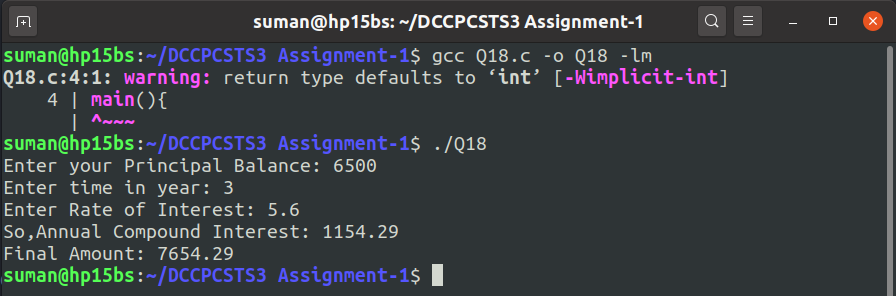 suman@hp15bs: ~/DCCPCSTS3 Assignment-1
suman@hp15bs:~/DCCPCSTS3 Assignment-1$ gcc Q18.c -o Q18 -lm
Q18.c:4:1: warning: return type defaults to ‘int’ [-Wimplicit-int]
    4 | main(){
      | ^~~~
suman@hp15bs:~/DCCPCSTS3 Assignment-1$ ./Q18
Enter your Principal Balance: 6500
Enter time in year: 3
Enter Rate of Interest: 5.6
So,Annual Compound Interest: 1154.29
Final Amount: 7654.29
suman@hp15bs:~/DCCPCSTS3 Assignment-1$